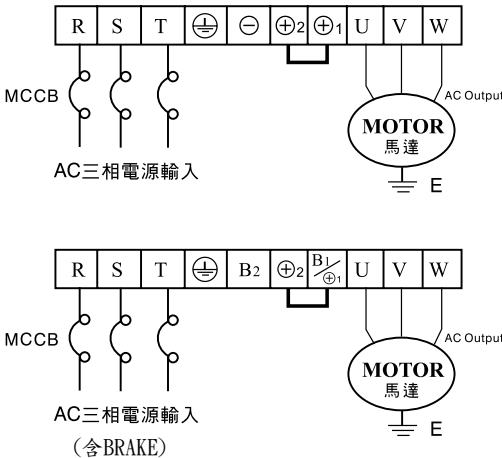 R S T ⏚ ⊖ ⊕2 ⊕1 U V W
MCCB
AC Output
MOTOR
馬達
AC三相電源輸入
E
R S T ⏚ B2 ⊕2 B1/⊕1 U V W
MCCB
AC Output
MOTOR
馬達
AC三相電源輸入
E
(含BRAKE)